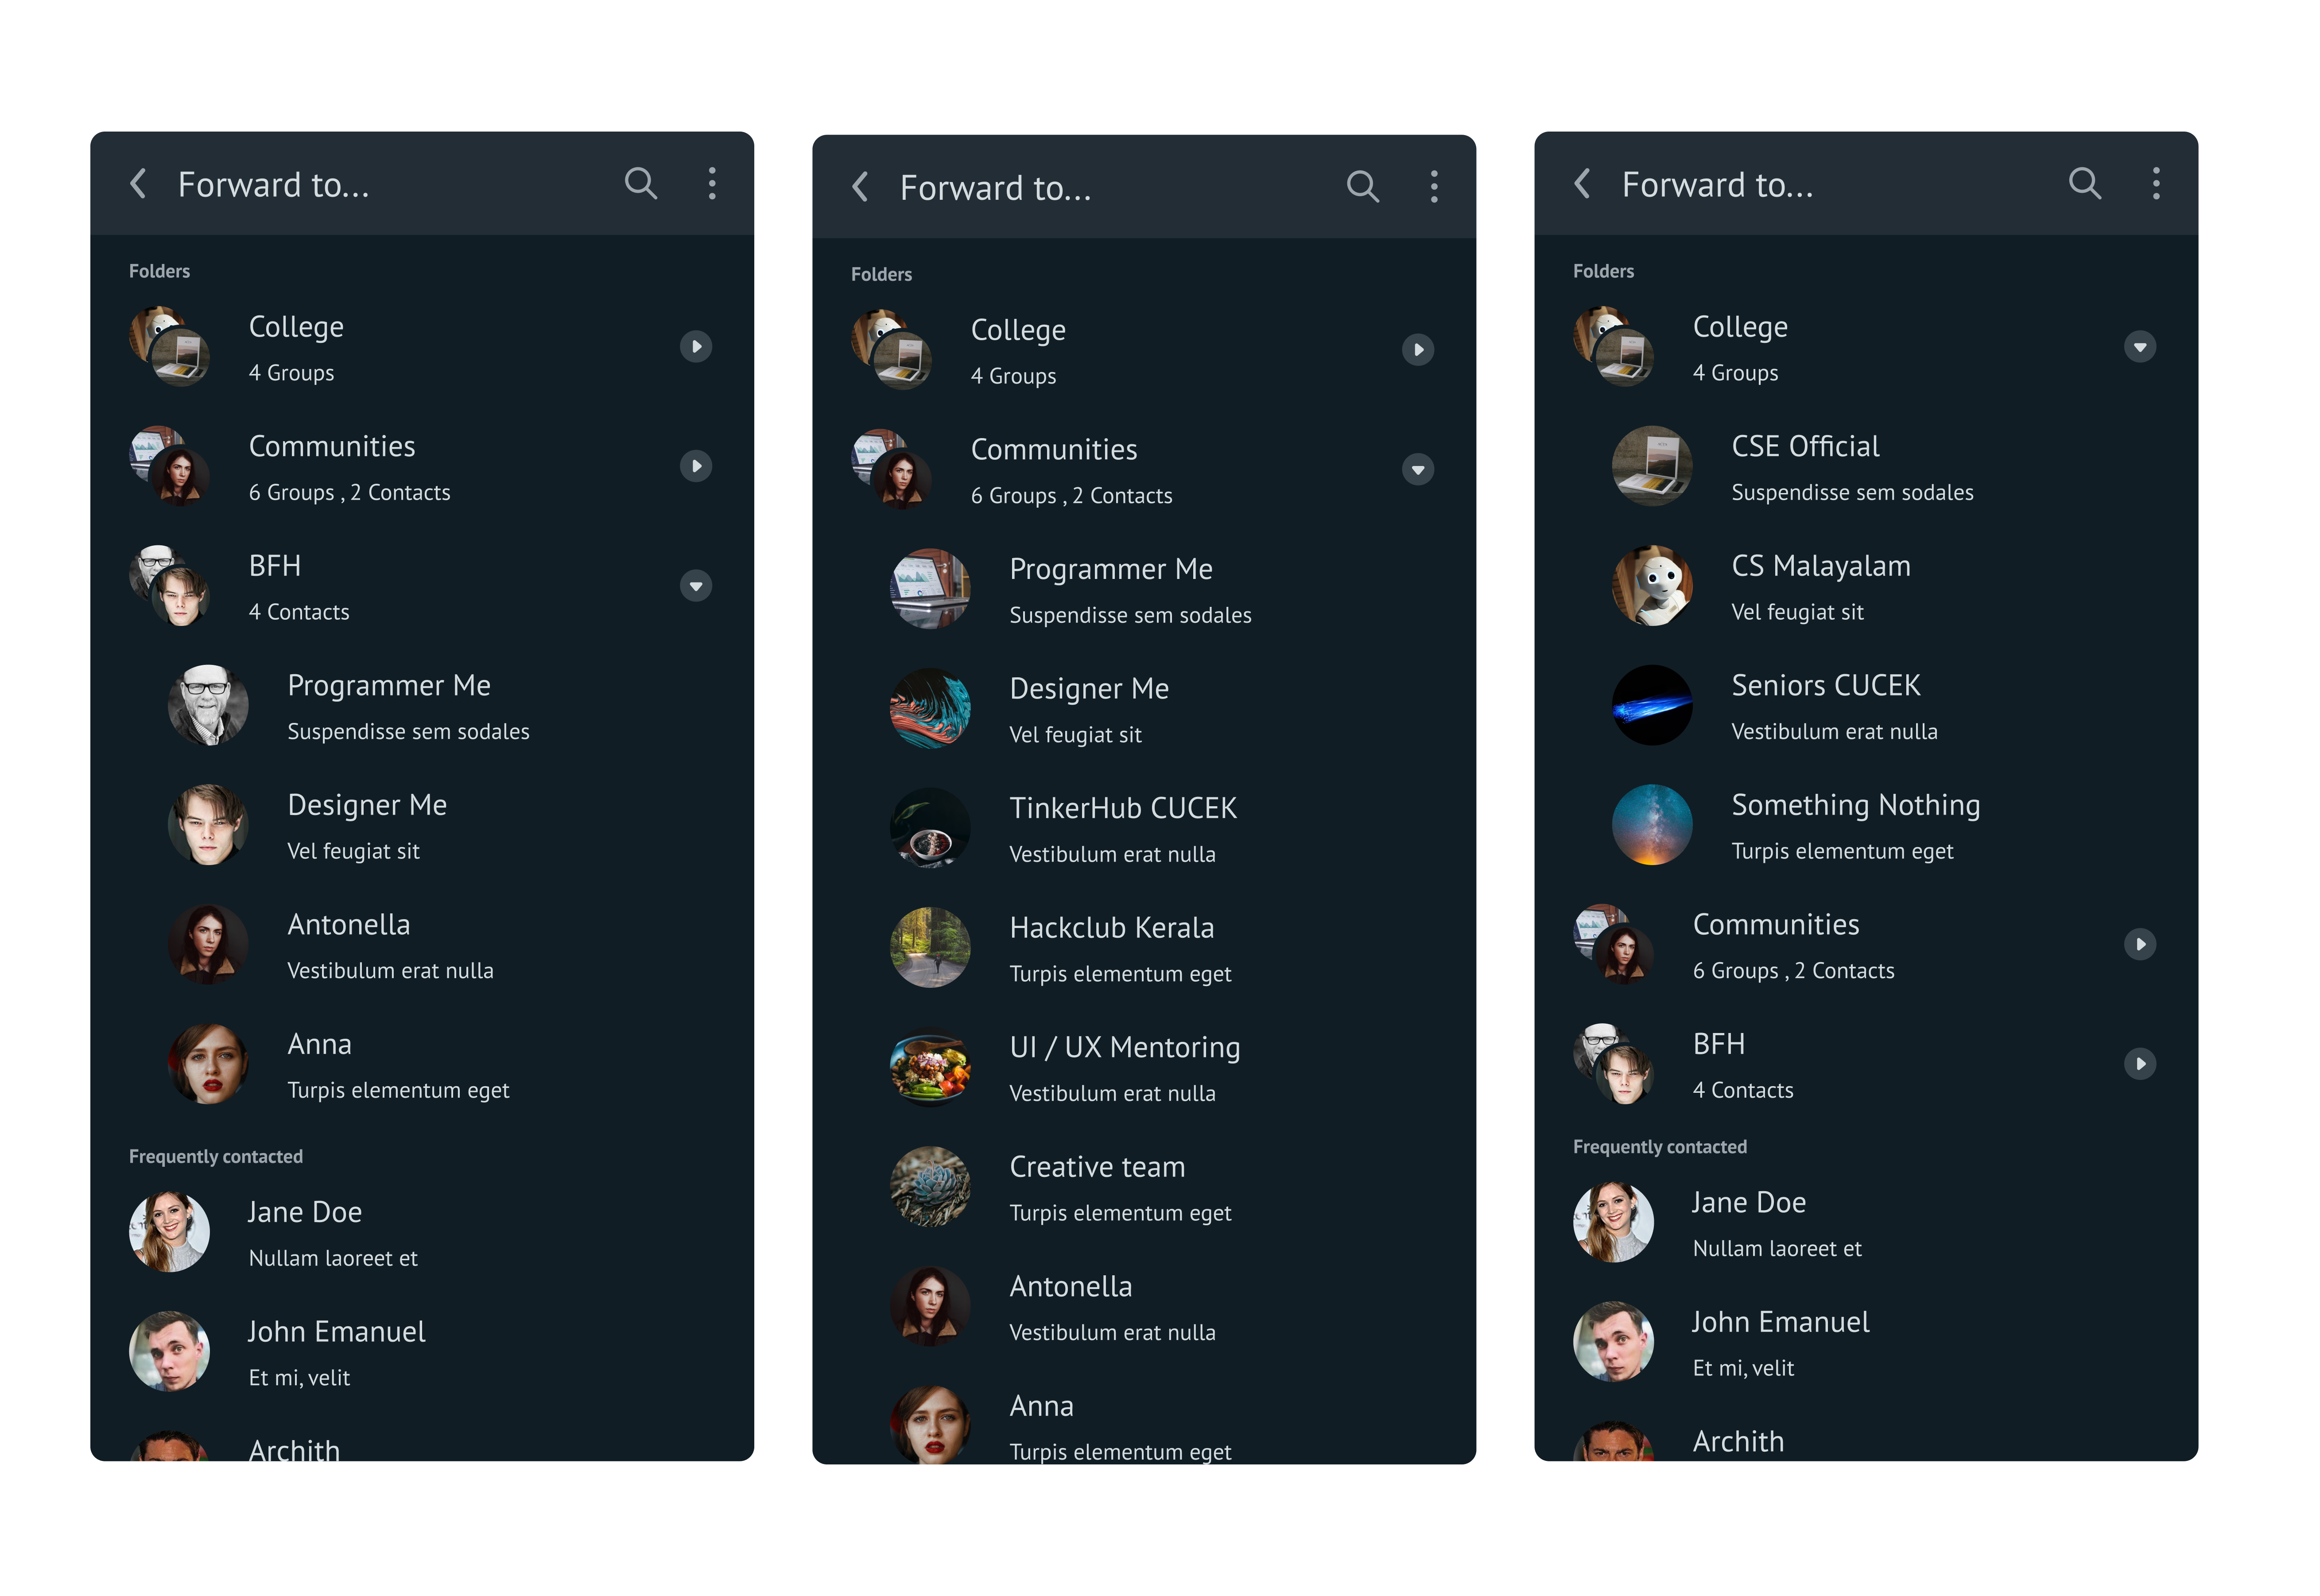 Forward to...
Folders
College
4 Groups
Communities
6 Groups , 2 Contacts
BFH
4 Contacts
Programmer Me
Suspendisse sem sodales
Designer Me
Vel feugiat sit
Antonella
Vestibulum erat nulla
Anna
Turpis elementum eget
Frequently contacted
Jane Doe
Nullam laoreet et
John Emanuel
Et mi, velit
Archith
Forward to...
Folders
College
4 Groups
Communities
6 Groups , 2 Contacts
Programmer Me
Suspendisse sem sodales
Designer Me
Vel feugiat sit
TinkerHub CUCEK
Vestibulum erat nulla
Hackclub Kerala
Turpis elementum eget
UI / UX Mentoring
Vestibulum erat nulla
Creative team
Turpis elementum eget
Antonella
Vestibulum erat nulla
Anna
Turpis elementum eget
Forward to...
Folders
College
4 Groups
CSE Official
Suspendisse sem sodales
CS Malayalam
Vel feugiat sit
Seniors CUCEK
Vestibulum erat nulla
Something Nothing
Turpis elementum eget
Communities
6 Groups , 2 Contacts
BFH
4 Contacts
Frequently contacted
Jane Doe
Nullam laoreet et
John Emanuel
Et mi, velit
Archith